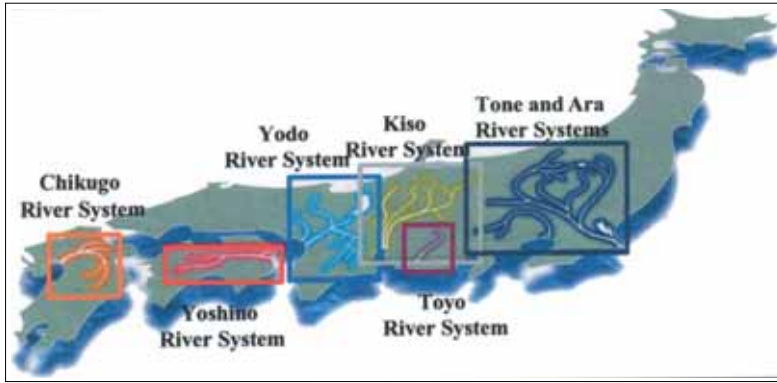 Tone and Ara
River Systems
Kiso
River System
Yodo
River System
Chikugo
River System
Yoshino
River System
Toyo
River System